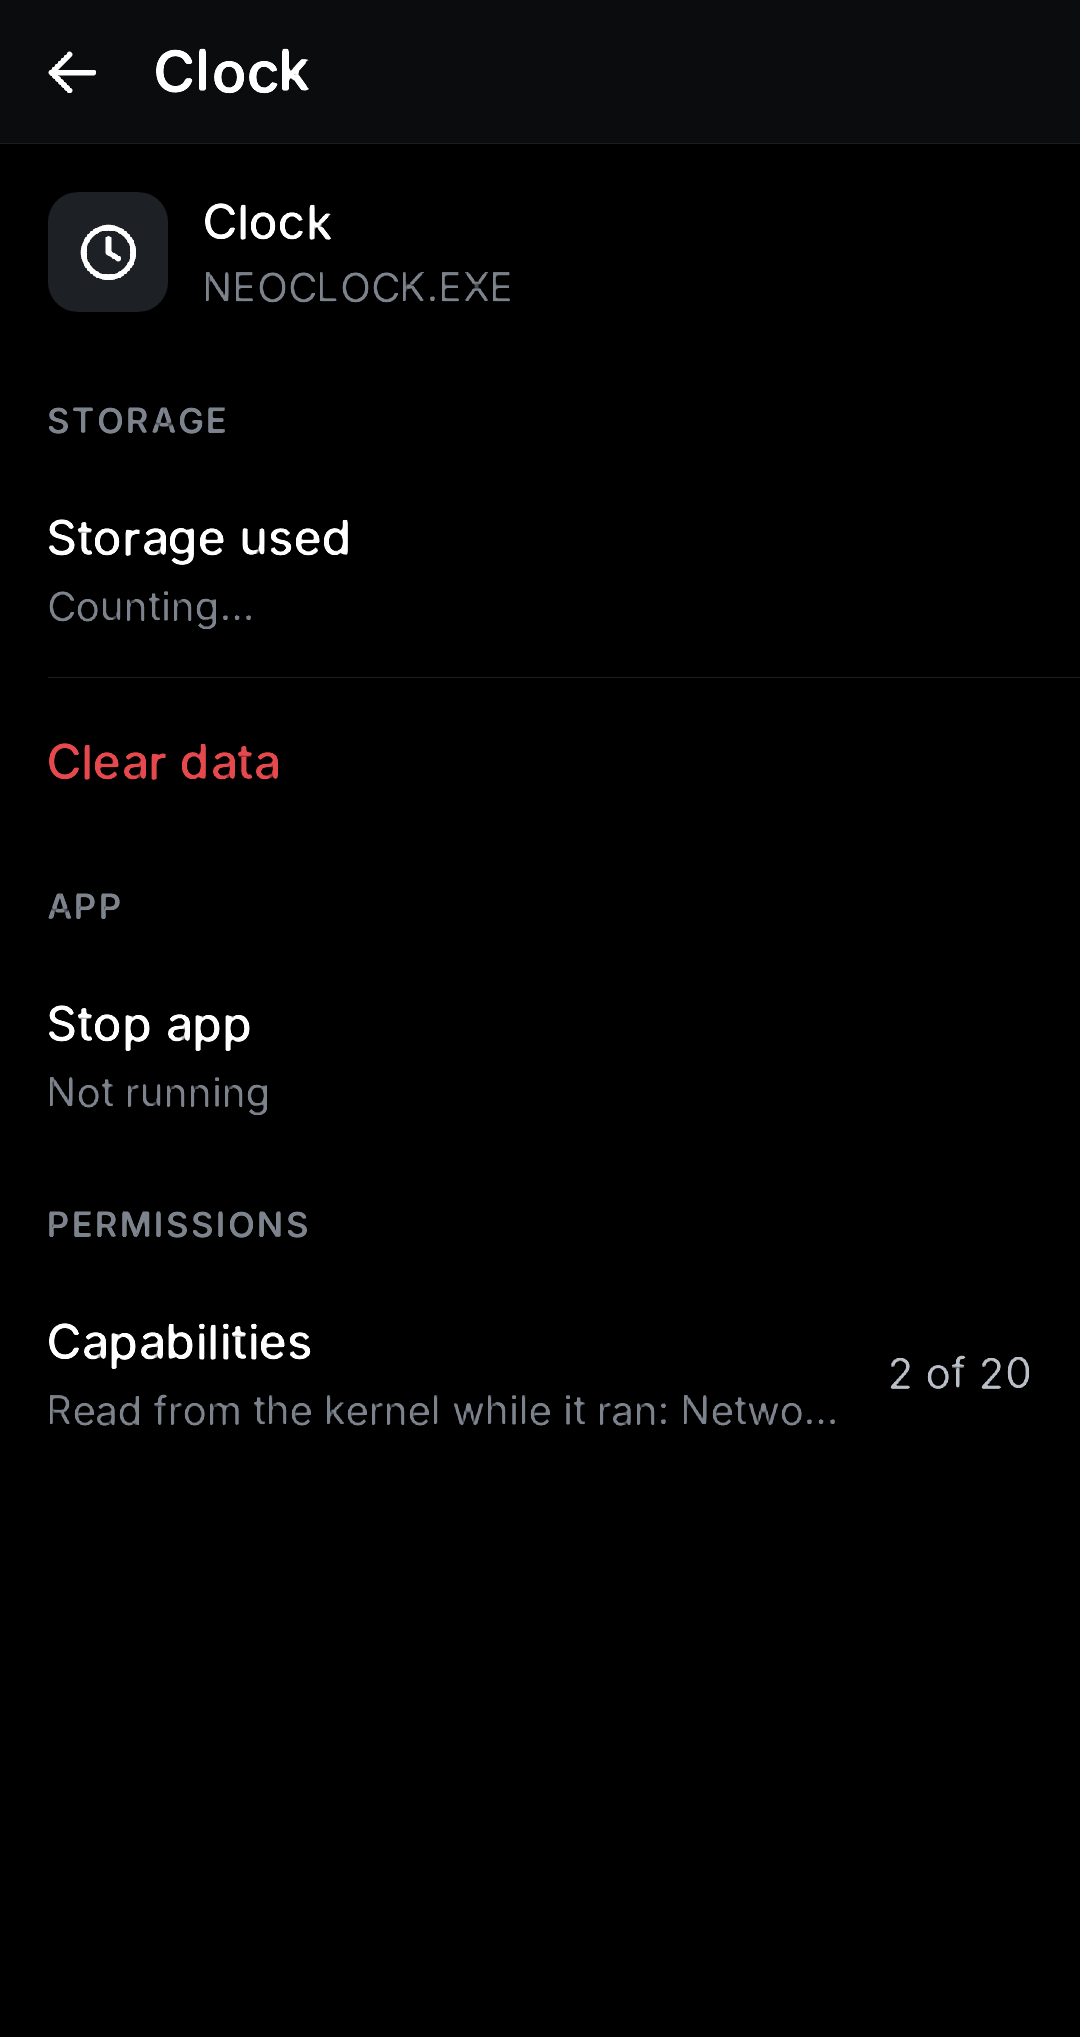 Clock
Clock
NEOCLOCK.EXE
STORAGE
Storage used
Counting...
Clear data
APP
Stop app
Not running
PERMISSIONS
Capabilities
2 of 20
Read from the kernel while it ran: Netwo...